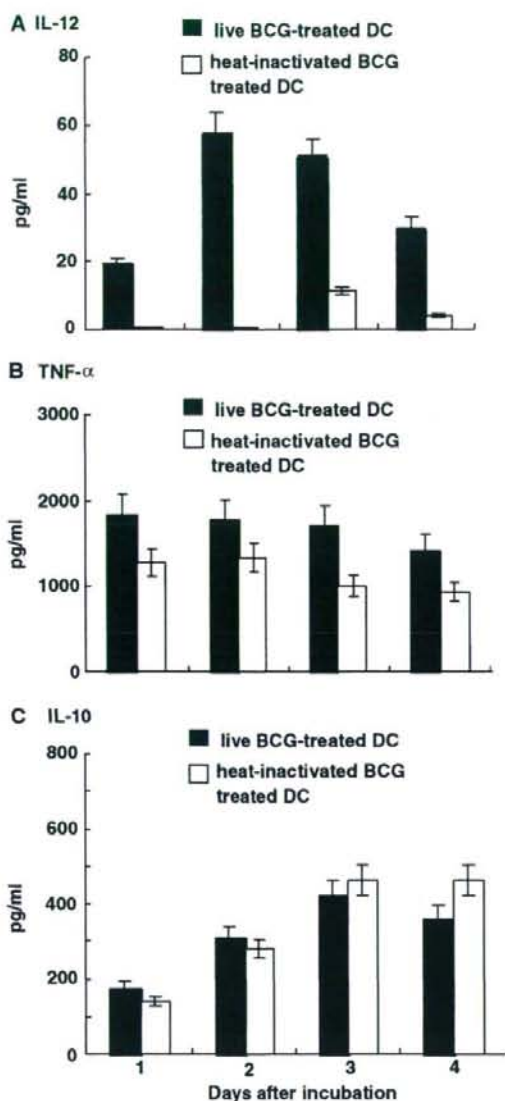 A IL-12
live BCG-treated DC
heat-inactivated BCG
treated DC
pg/ml
80
60
40
20
0
B TNF-α
live BCG-treated DC
heat-inactivated BCG
treated DC
pg/ml
3000
2000
1000
0
C IL-10
live BCG-treated DC
heat-inactivated BCG
treated DC
pg/ml
800
600
400
200
0
1 2 3 4
Days after incubation